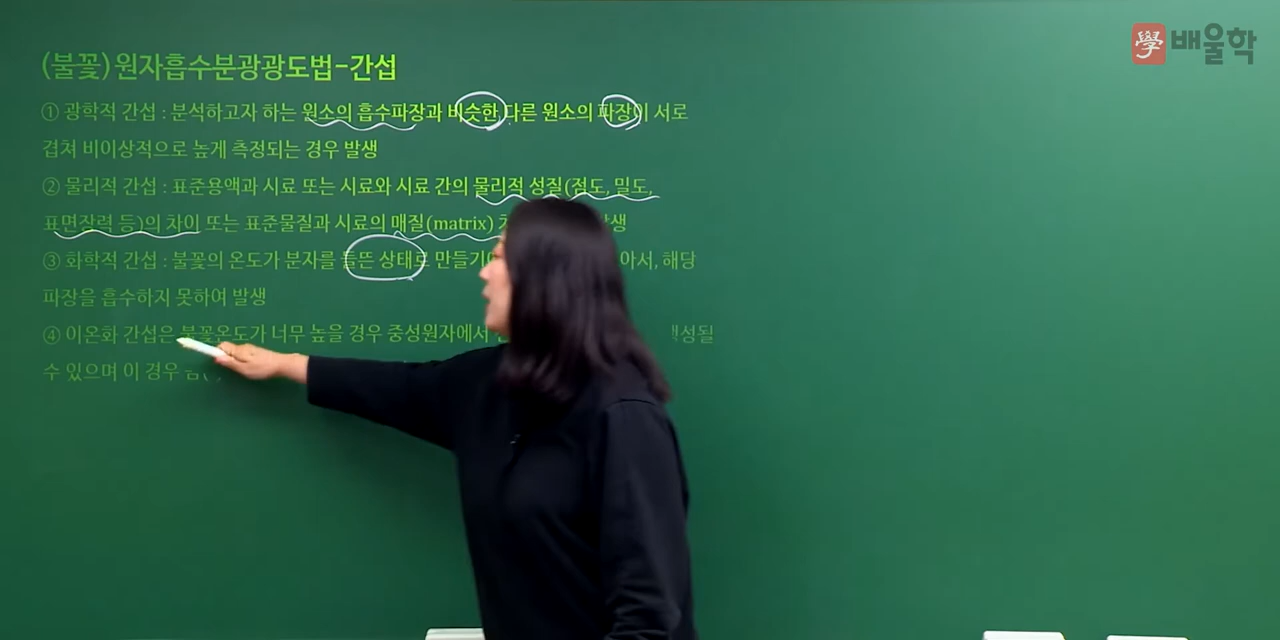 學 배울학
(불꽃)원자흡수분광광도법-간섭
① 광학적 간섭 : 분석하고자 하는 원소의 흡수파장과 비슷한 다른 원소의 파장이 서로
겹쳐 비이상적으로 높게 측정되는 경우 발생
② 물리적 간섭 : 표준용액과 시료 또는 시료와 시료 간의 물리적 성질(점도, 밀도,
표면장력 등)의 차이 또는 표준물질과 시료의 매질(matrix)
③ 화학적 간섭 : 불꽃의 온도가 분자를 들뜬 상태로 해당
파장을 흡수하지 못하여 발생
④ 이온화 간섭은 불꽃온도가 너무 높을 경우 중성원자에서
수 있으며 이 경우